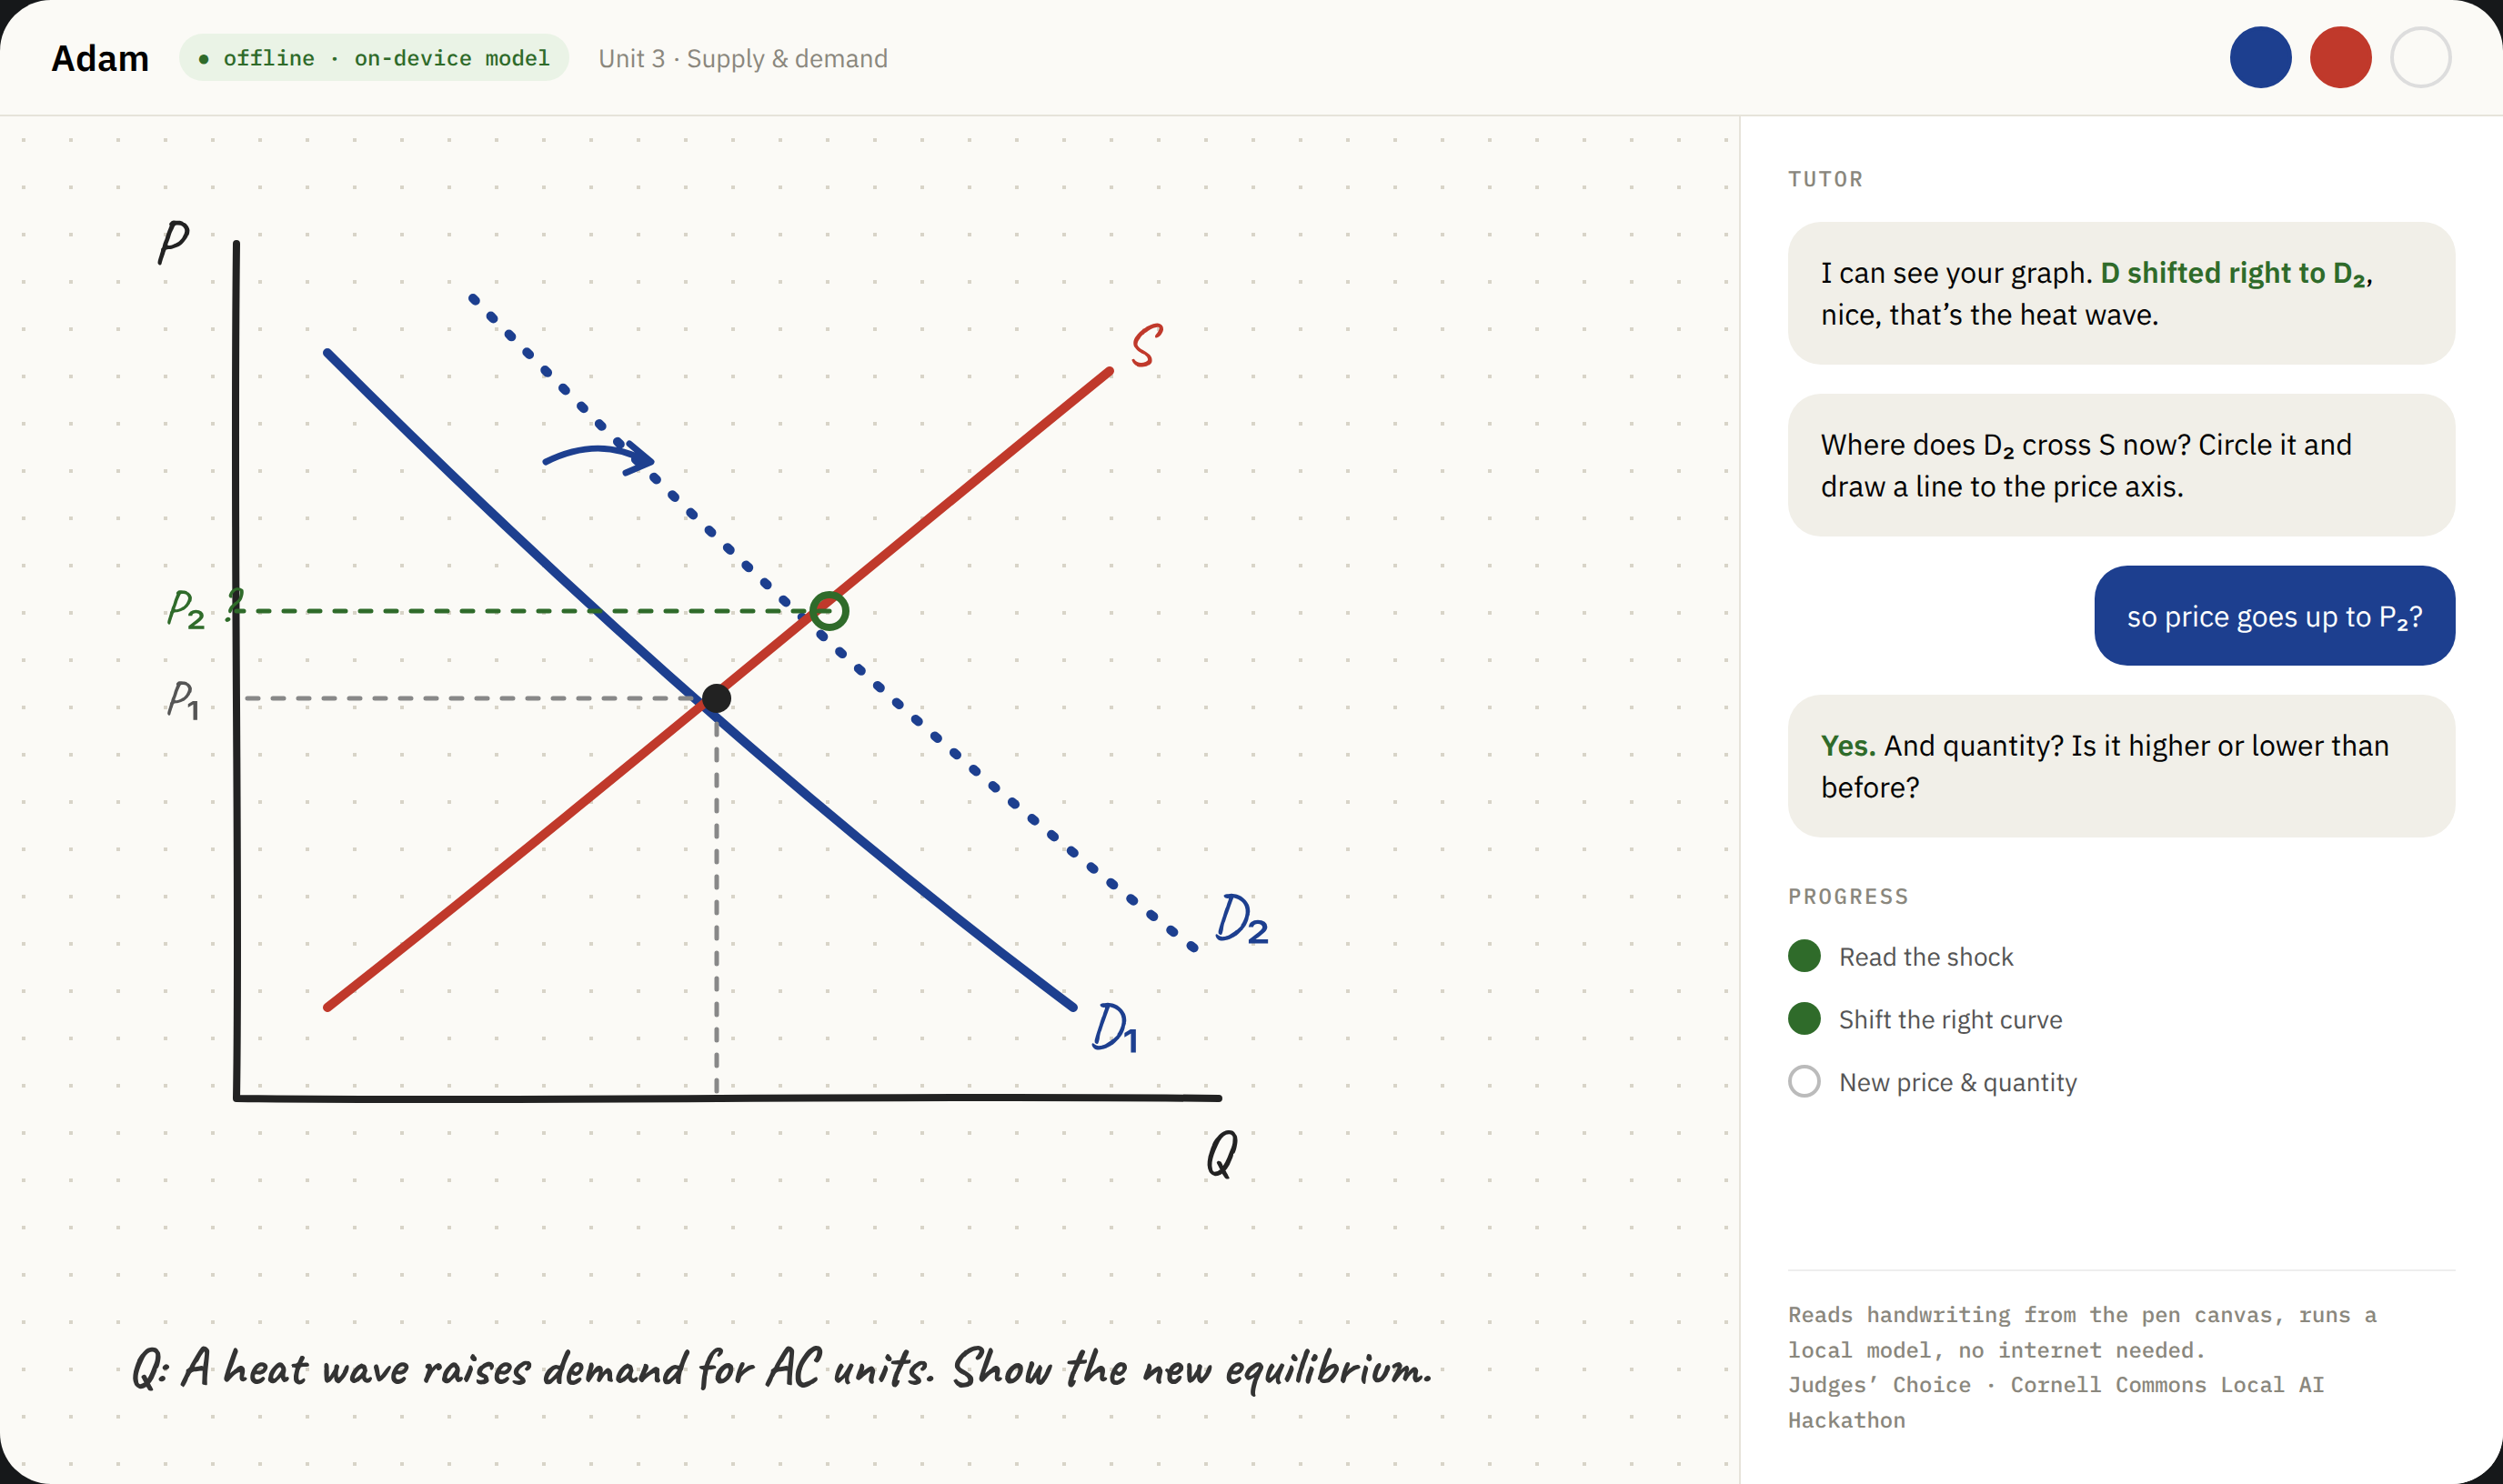 Adam
● offline · on-device model
Unit 3 · Supply & demand
P
S
P₂ ?
P₁
D₂
D₁
Q
Q: A heat wave raises demand for AC units. Show the new equilibrium.
TUTOR
I can see your graph. D shifted right to D₂,
nice, that’s the heat wave.
Where does D₂ cross S now? Circle it and
draw a line to the price axis.
so price goes up to P₂?
Yes. And quantity? Is it higher or lower than
before?
PROGRESS
Read the shock
Shift the right curve
New price & quantity
Reads handwriting from the pen canvas, runs a
local model, no internet needed.
Judges’ Choice · Cornell Commons Local AI
Hackathon